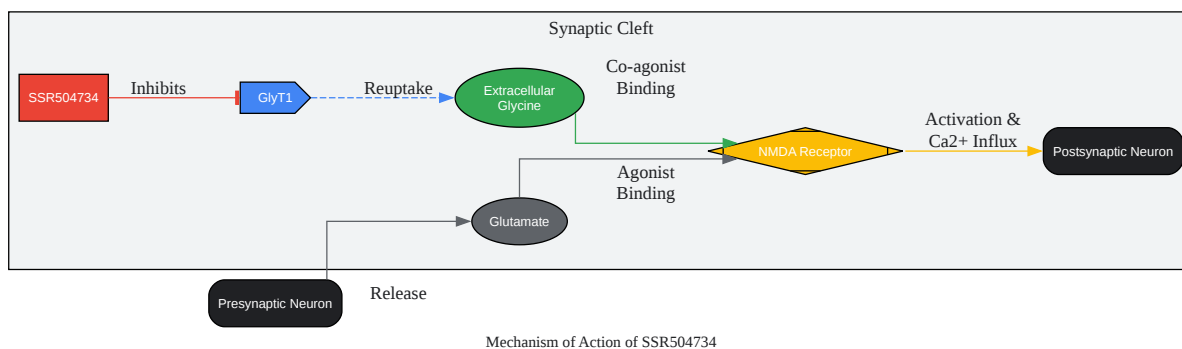 Synaptic Cleft
SSR504734
Inhibits
GlyT1
Reuptake
Extracellular
Glycine
Co-agonist
Binding
NMDA Receptor
Activation &
Ca2+ Influx
Postsynaptic Neuron
Agonist
Binding
Glutamate
Presynaptic Neuron
Release
Mechanism of Action of SSR504734